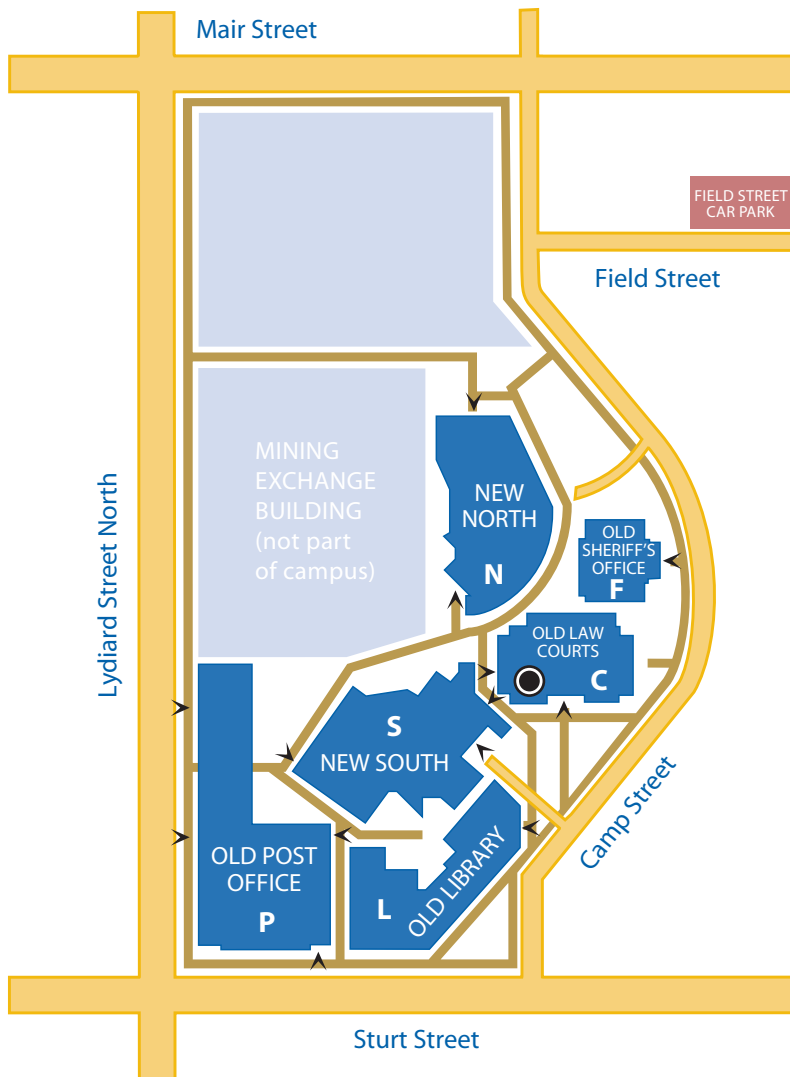 Mair Street
FIELD STREET
CAR PARK
Field Street
MINING
EXCHANGE
BUILDING
(not part
of campus)
NEW
NORTH
N
OLD
SHERIFF'S
OFFICE
F
OLD LAW
COURTS
C
Lydiard Street North
S
NEW SOUTH
Camp Street
OLD POST
OFFICE
P
L
OLD LIBRARY
Sturt Street